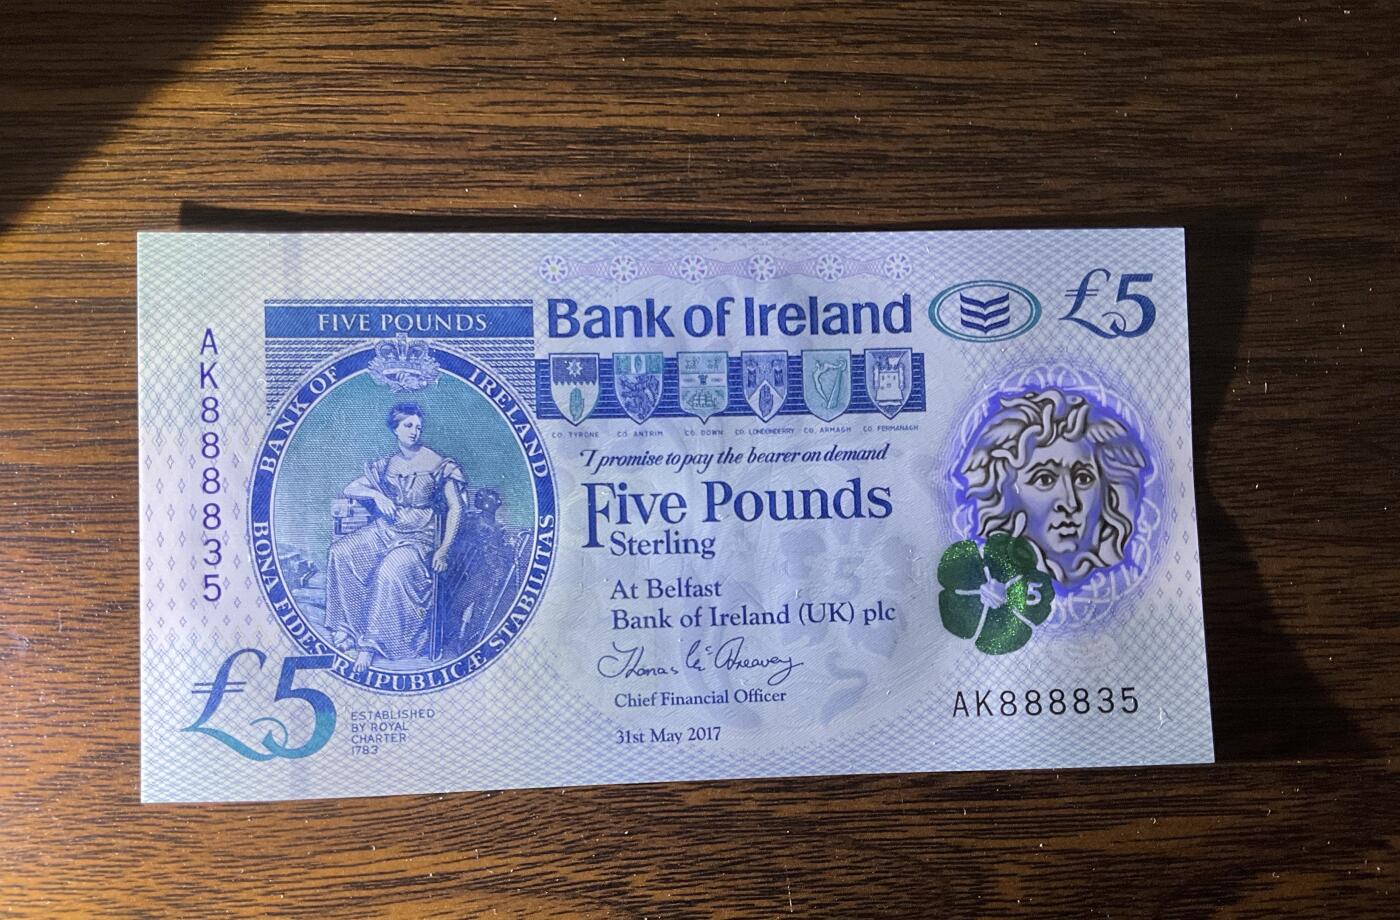 FIVE POUNDS
Bank of Ireland
£5
AK888835
BANK OF IRELAND
BONA FIDES REIPUBLICÆ STABILITAS
CO. TYRONE CO. ANTRIM CO. DOWN CO. LONDONDERRY CO. ARMAGH CO. FERMANAGH
I promise to pay the bearer on demand
Five Pounds
Sterling
At Belfast
Bank of Ireland (UK) plc
Chief Financial Officer
31st May 2017
5
£5
ESTABLISHED
BY ROYAL
CHARTER
1783
AK888835